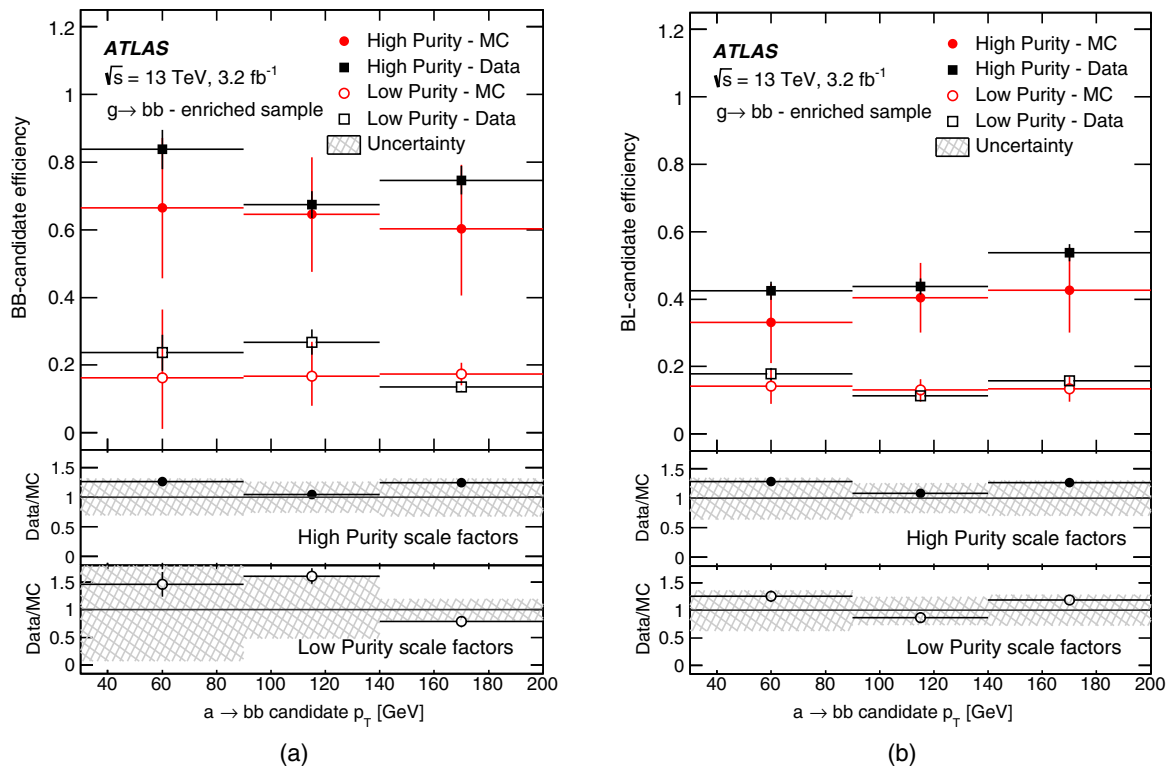 1.2
1
0.8
0.6
0.4
0.2
0
BB-candidate efficiency
ATLAS
√s = 13 TeV, 3.2 fb⁻¹
g→ bb - enriched sample
High Purity - MC
High Purity - Data
Low Purity - MC
Low Purity - Data
Uncertainty
1.5
1
0.5
0
Data/MC
High Purity scale factors
1.5
1
0.5
0
Data/MC
Low Purity scale factors
40 60 80 100 120 140 160 180 200
a → bb candidate p_T [GeV]
(a)
1.2
1
0.8
0.6
0.4
0.2
0
BL-candidate efficiency
ATLAS
√s = 13 TeV, 3.2 fb⁻¹
g→ bb - enriched sample
High Purity - MC
High Purity - Data
Low Purity - MC
Low Purity - Data
Uncertainty
1.5
1
0.5
0
Data/MC
High Purity scale factors
1.5
1
0.5
0
Data/MC
Low Purity scale factors
40 60 80 100 120 140 160 180 200
a → bb candidate p_T [GeV]
(b)